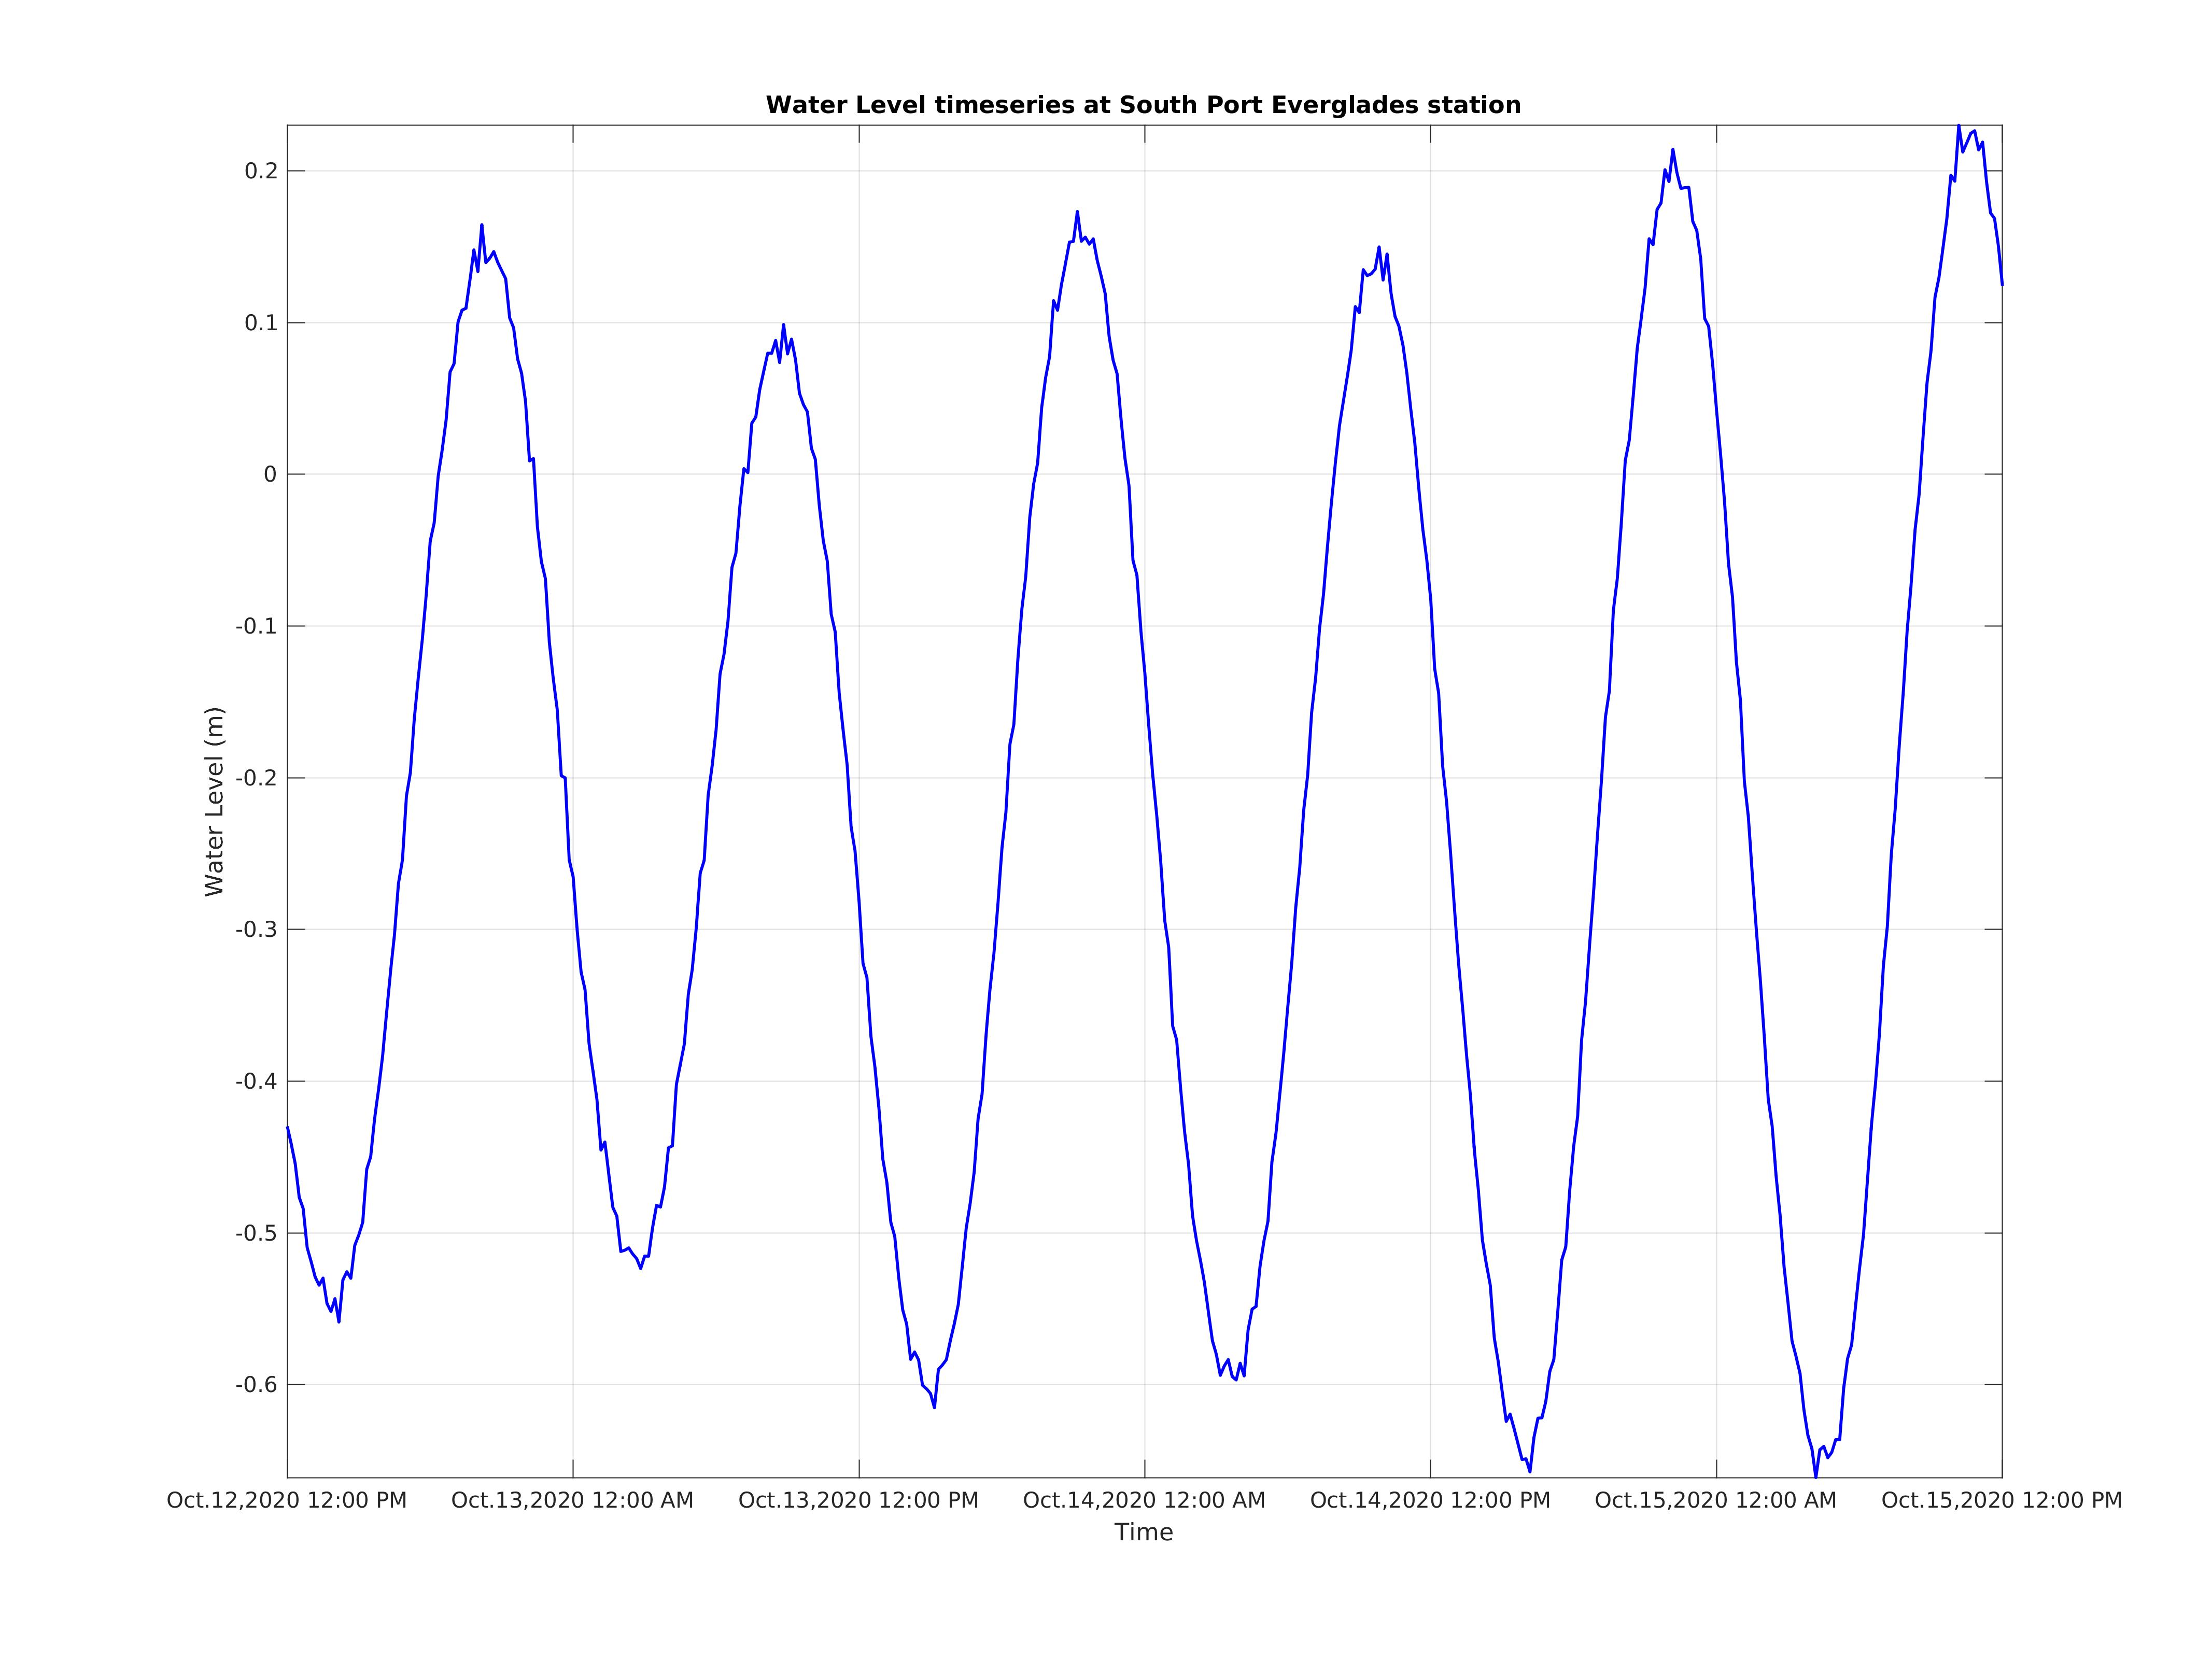 Water Level timeseries at South Port Everglades station
0.2
0.1
0
-0.1
-0.2
-0.3
-0.4
-0.5
-0.6
Water Level (m)
Oct.12,2020 12:00 PM
Oct.13,2020 12:00 AM
Oct.13,2020 12:00 PM
Oct.14,2020 12:00 AM
Oct.14,2020 12:00 PM
Oct.15,2020 12:00 AM
Oct.15,2020 12:00 PM
Time